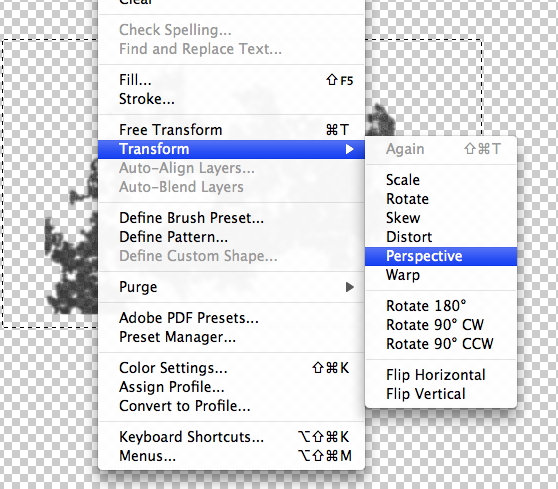 Clear
Check Spelling...
Find and Replace Text...
Fill... ⇧F5
Stroke...
Free Transform ⌘T
Transform ▶
Auto-Align Layers...
Auto-Blend Layers
Define Brush Preset...
Define Pattern...
Define Custom Shape...
Purge ▶
Adobe PDF Presets...
Preset Manager...
Color Settings... ⇧⌘K
Assign Profile...
Convert to Profile...
Keyboard Shortcuts... ⌥⇧⌘K
Menus... ⌥⇧⌘M
Again ⇧⌘T
Scale
Rotate
Skew
Distort
Perspective
Warp
Rotate 180°
Rotate 90° CW
Rotate 90° CCW
Flip Horizontal
Flip Vertical